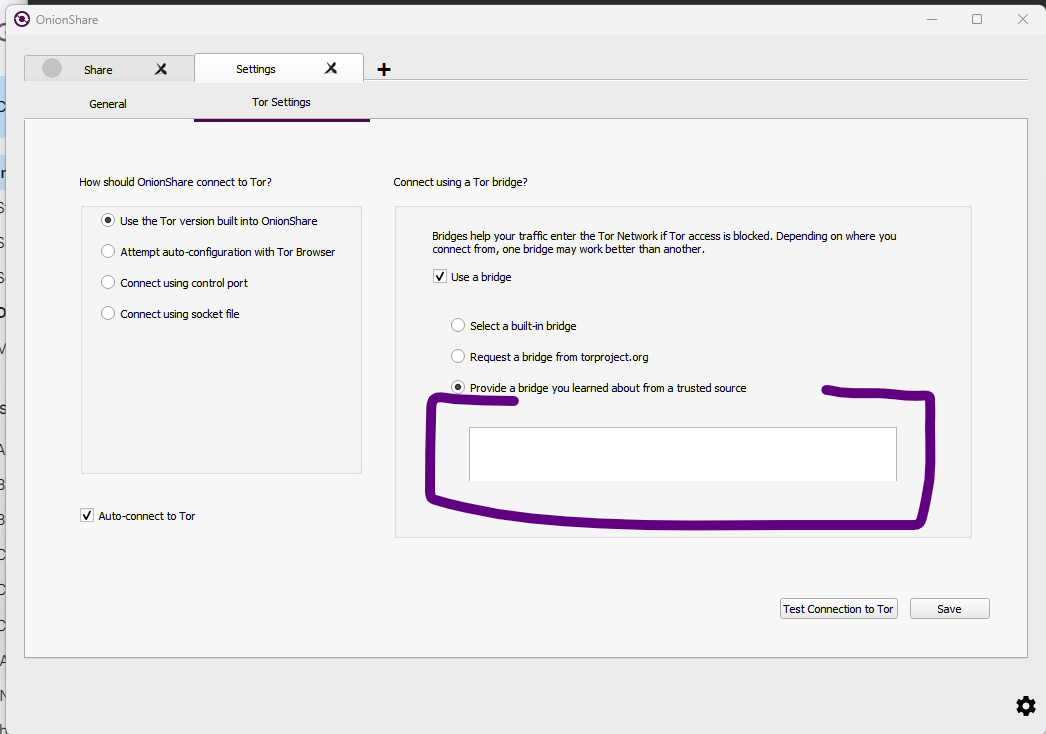 OnionShare
Share
Settings
General
Tor Settings
How should OnionShare connect to Tor?
Use the Tor version built into OnionShare
Attempt auto-configuration with Tor Browser
Connect using control port
Connect using socket file
Auto-connect to Tor
Connect using a Tor bridge?
Bridges help your traffic enter the Tor Network if Tor access is blocked. Depending on where you
connect from, one bridge may work better than another.
Use a bridge
Select a built-in bridge
Request a bridge from torproject.org
Provide a bridge you learned about from a trusted source
Test Connection to Tor
Save